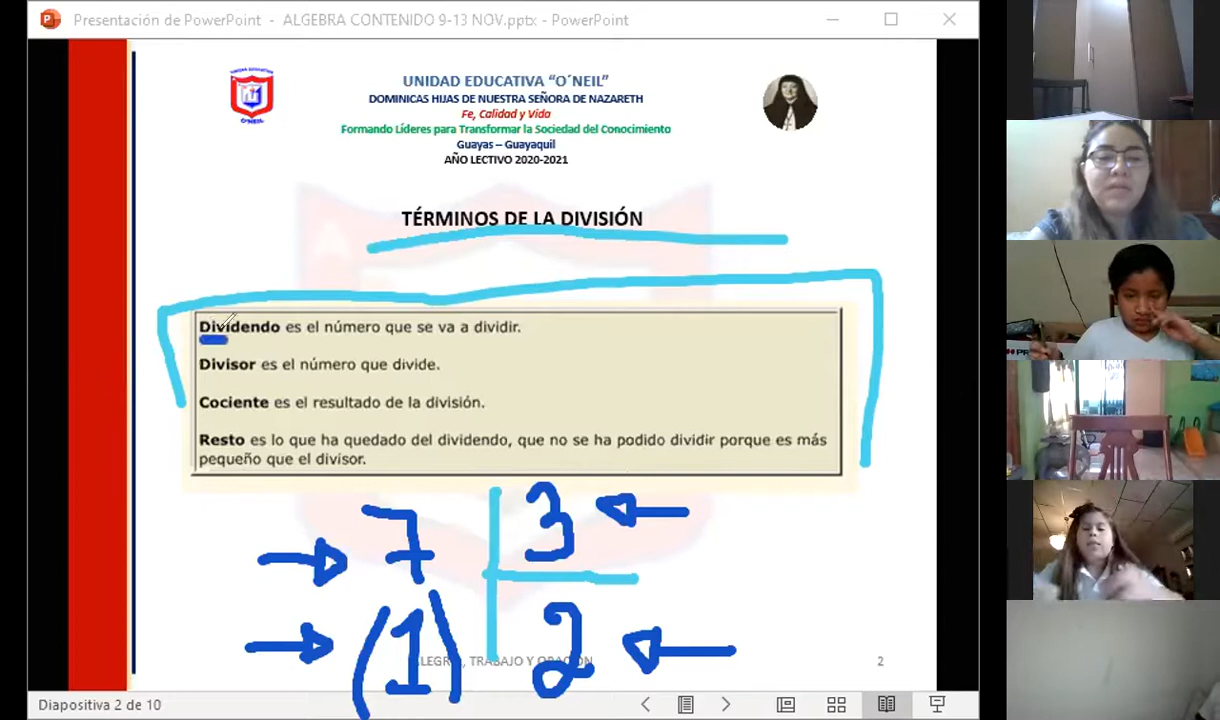 Presentación de PowerPoint - ALGEBRA CONTENIDO 9-13 NOV.pptx - PowerPoint
UNIDAD EDUCATIVA “O´NEIL”
DOMINICAS HIJAS DE NUESTRA SEÑORA DE NAZARETH
Fe, Calidad y Vida
Formando Líderes para Transformar la Sociedad del Conocimiento
Guayas – Guayaquil
AÑO LECTIVO 2020-2021
TÉRMINOS DE LA DIVISIÓN
Dividendo es el número que se va a dividir.
Divisor es el número que divide.
Cociente es el resultado de la división.
Resto es lo que ha quedado del dividendo, que no se ha podido dividir porque es más
pequeño que el divisor.
7 3
(1) 2
TRABAJO Y ORACIÓN 2
Diapositiva 2 de 10